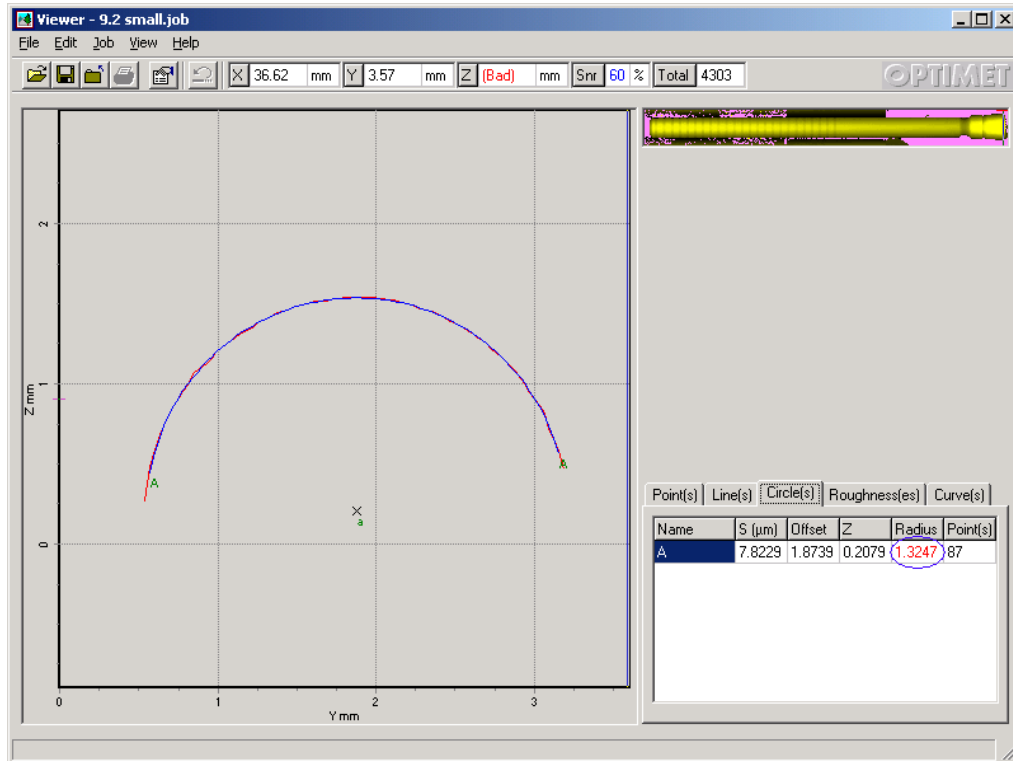 Viewer - 9.2 small.job
File Edit Job View Help
X 36.62 mm Y 3.57 mm Z (Bad) mm Snr 60 % Total 4303
OPTIMET
2
1
Z mm
0
A
A
a
0 1 2 3
Y mm
Point(s) Line(s) Circle(s) Roughness(es) Curve(s)
Name S (µm) Offset Z Radius Point(s)
A 7.8229 1.8739 0.2079 1.3247 87